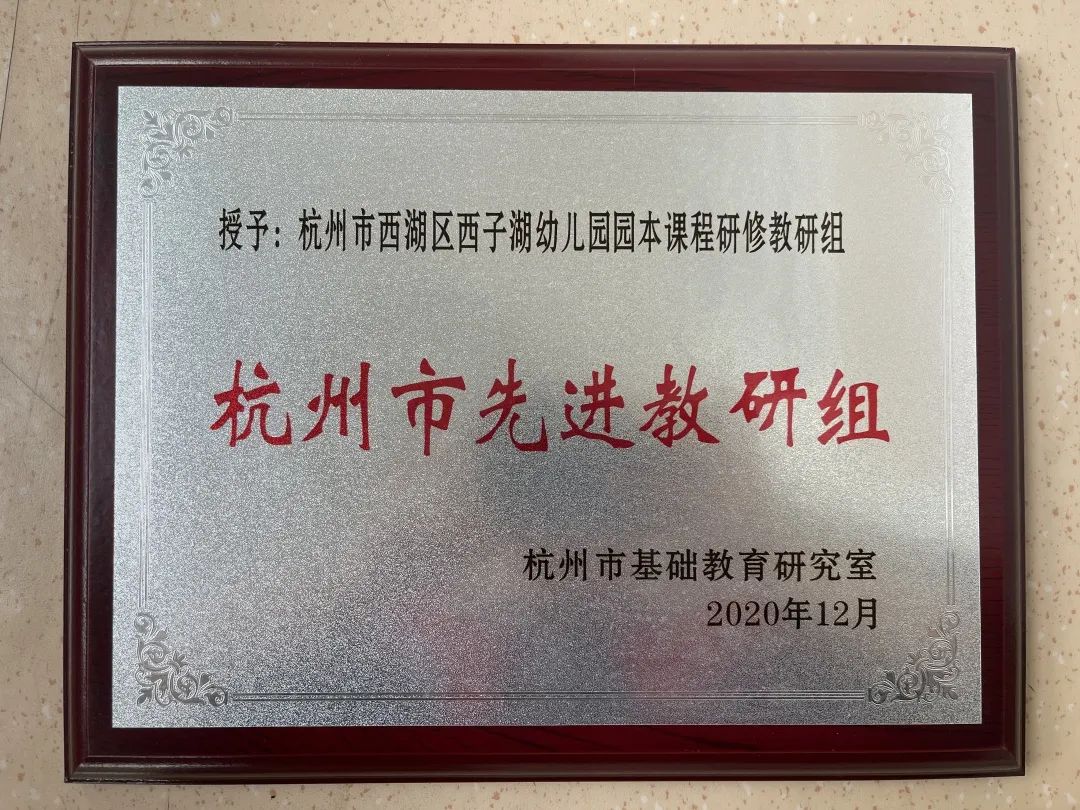 授予：杭州市西湖区西子湖幼儿园园本课程研修教研组
杭州市先进教研组
杭州市基础教育研究室
2020年12月